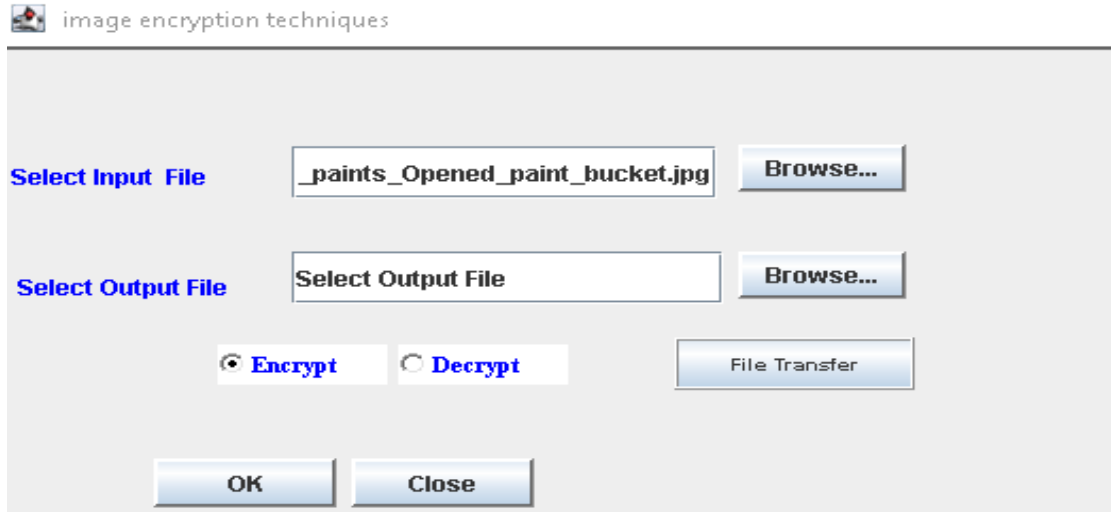 image encryption techniques
Select Input File
_paints_Opened_paint_bucket.jpg
Browse...
Select Output File
Select Output File
Browse...
Encrypt
Decrypt
File Transfer
OK
Close